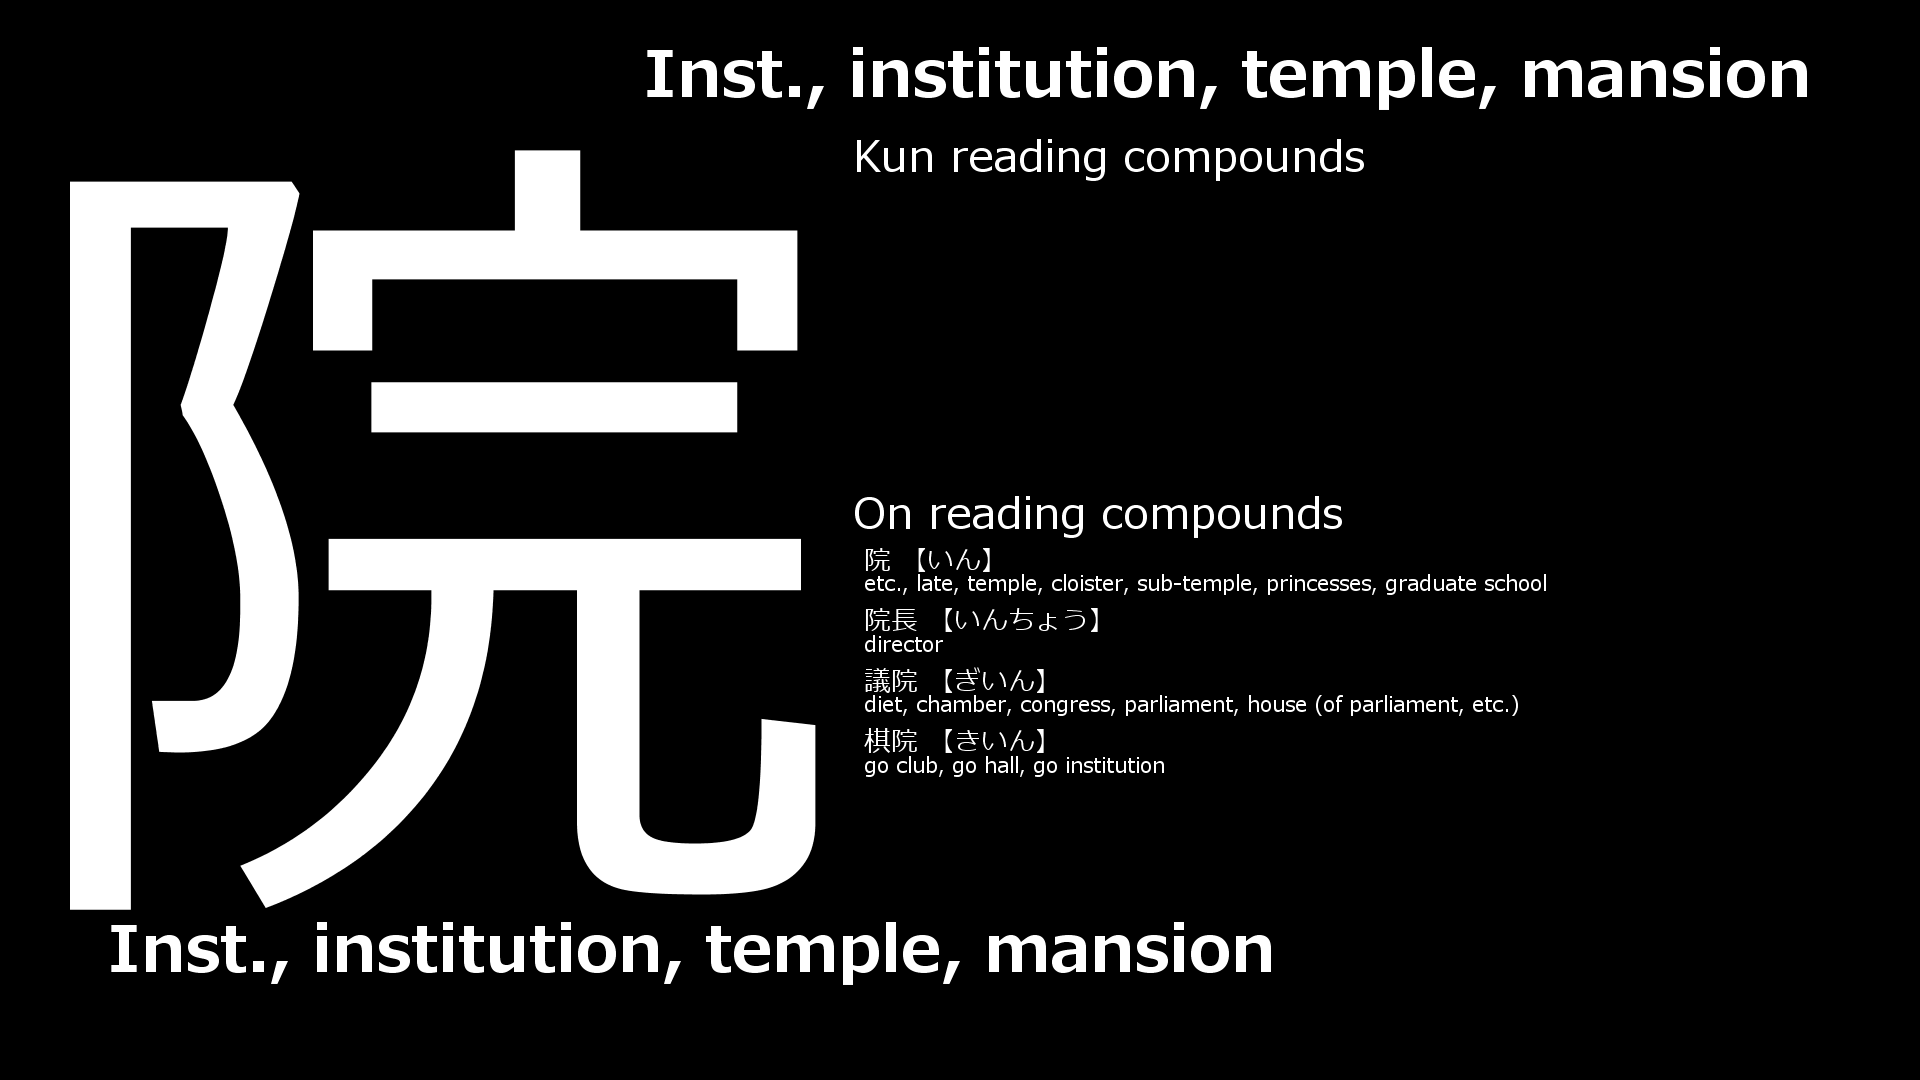 Inst., institution, temple, mansion
Kun reading compounds
院
On reading compounds
院 【いん】
etc., late, temple, cloister, sub-temple, princesses, graduate school
院長 【いんちょう】
director
議院 【ぎいん】
diet, chamber, congress, parliament, house (of parliament, etc.)
棋院 【きいん】
go club, go hall, go institution
Inst., institution, temple, mansion